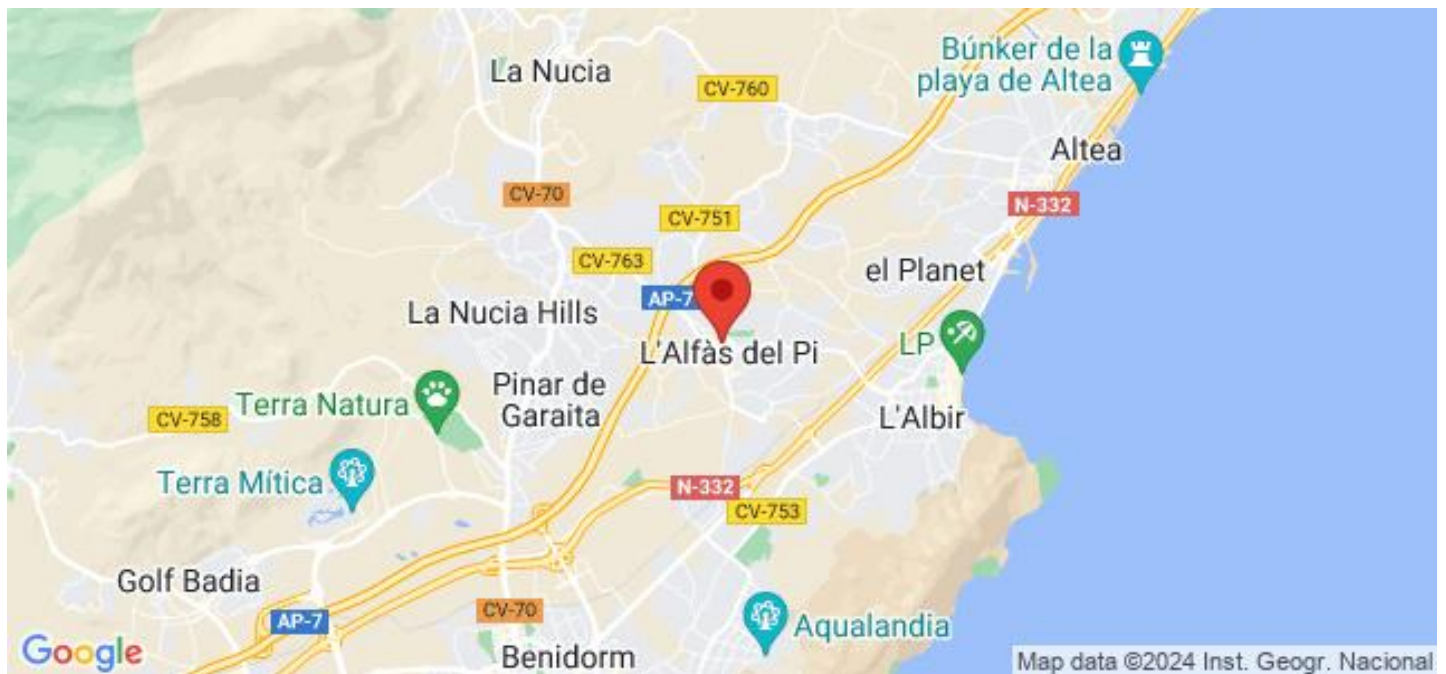 Búnker de la
playa de Altea
La Nucia
CV-760
Altea
CV-70
N-332
CV-751
CV-763
el Planet
AP-7
La Nucia Hills
LP
L'Alfàs del Pi
Pinar de
Garaita
Terra Natura
CV-758
L'Albir
Terra Mítica
N-332
CV-753
Golf Badia
CV-70
AP-7
Aqualandia
Benidorm
Google
Map data ©2024 Inst. Geogr. Nacional